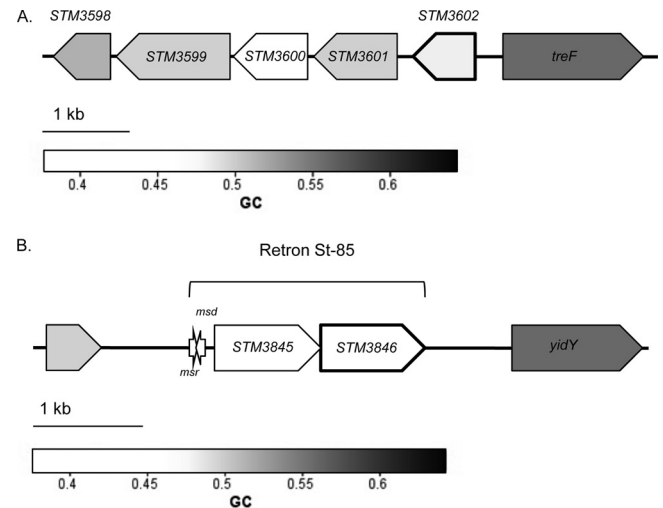 A.
STM3598
STM3602
STM3599
STM3600
STM3601
treF
1 kb
0.4 0.45 0.5 0.55 0.6
GC
B.
Retron St-85
msd
STM3845
STM3846
yidY
msr
1 kb
0.4 0.45 0.5 0.55 0.6
GC